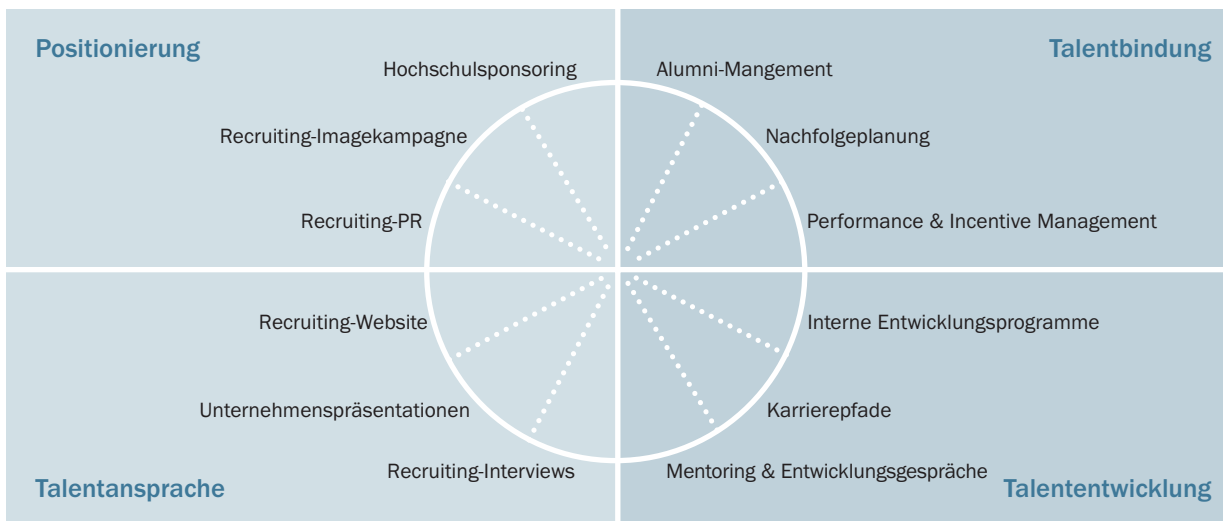 Positionierung
Talentbindung
Hochschulsponsoring
Alumni-Mangement
Recruiting-Imagekampagne
Nachfolgeplanung
Recruiting-PR
Performance & Incentive Management
Recruiting-Website
Interne Entwicklungsprogramme
Unternehmenspräsentationen
Karrierepfade
Recruiting-Interviews
Mentoring & Entwicklungsgespräche
Talentansprache
Talententwicklung